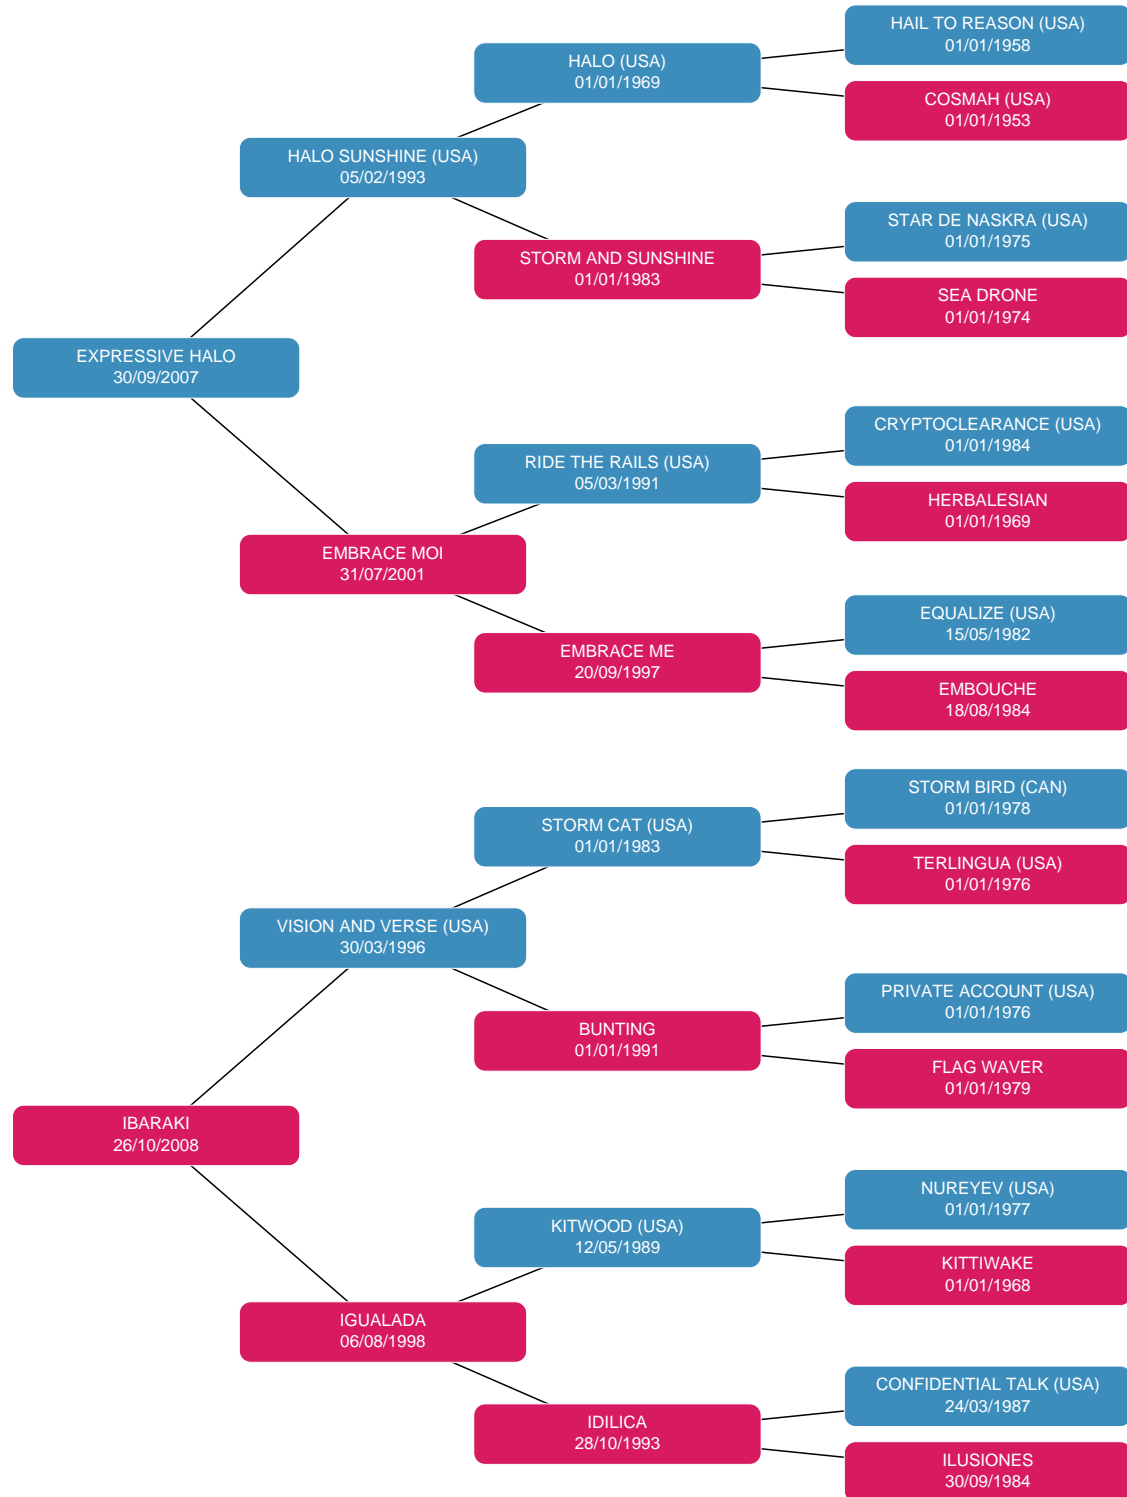 HAIL TO REASON (USA)
01/01/1958
HALO (USA)
01/01/1969
COSMAH (USA)
01/01/1953
HALO SUNSHINE (USA)
05/02/1993
STAR DE NASKRA (USA)
01/01/1975
STORM AND SUNSHINE
01/01/1983
SEA DRONE
01/01/1974
EXPRESSIVE HALO
30/09/2007
CRYPTOCLEARANCE (USA)
01/01/1984
RIDE THE RAILS (USA)
05/03/1991
HERBALESIAN
01/01/1969
EMBRACE MOI
31/07/2001
EQUALIZE (USA)
15/05/1982
EMBRACE ME
20/09/1997
EMBOUCHE
18/08/1984
STORM BIRD (CAN)
01/01/1978
STORM CAT (USA)
01/01/1983
TERLINGUA (USA)
01/01/1976
VISION AND VERSE (USA)
30/03/1996
PRIVATE ACCOUNT (USA)
01/01/1976
BUNTING
01/01/1991
FLAG WAVER
01/01/1979
IBARAKI
26/10/2008
NUREYEV (USA)
01/01/1977
KITWOOD (USA)
12/05/1989
KITTIWAKE
01/01/1968
IGUALADA
06/08/1998
CONFIDENTIAL TALK (USA)
24/03/1987
IDILICA
28/10/1993
ILUSIONES
30/09/1984